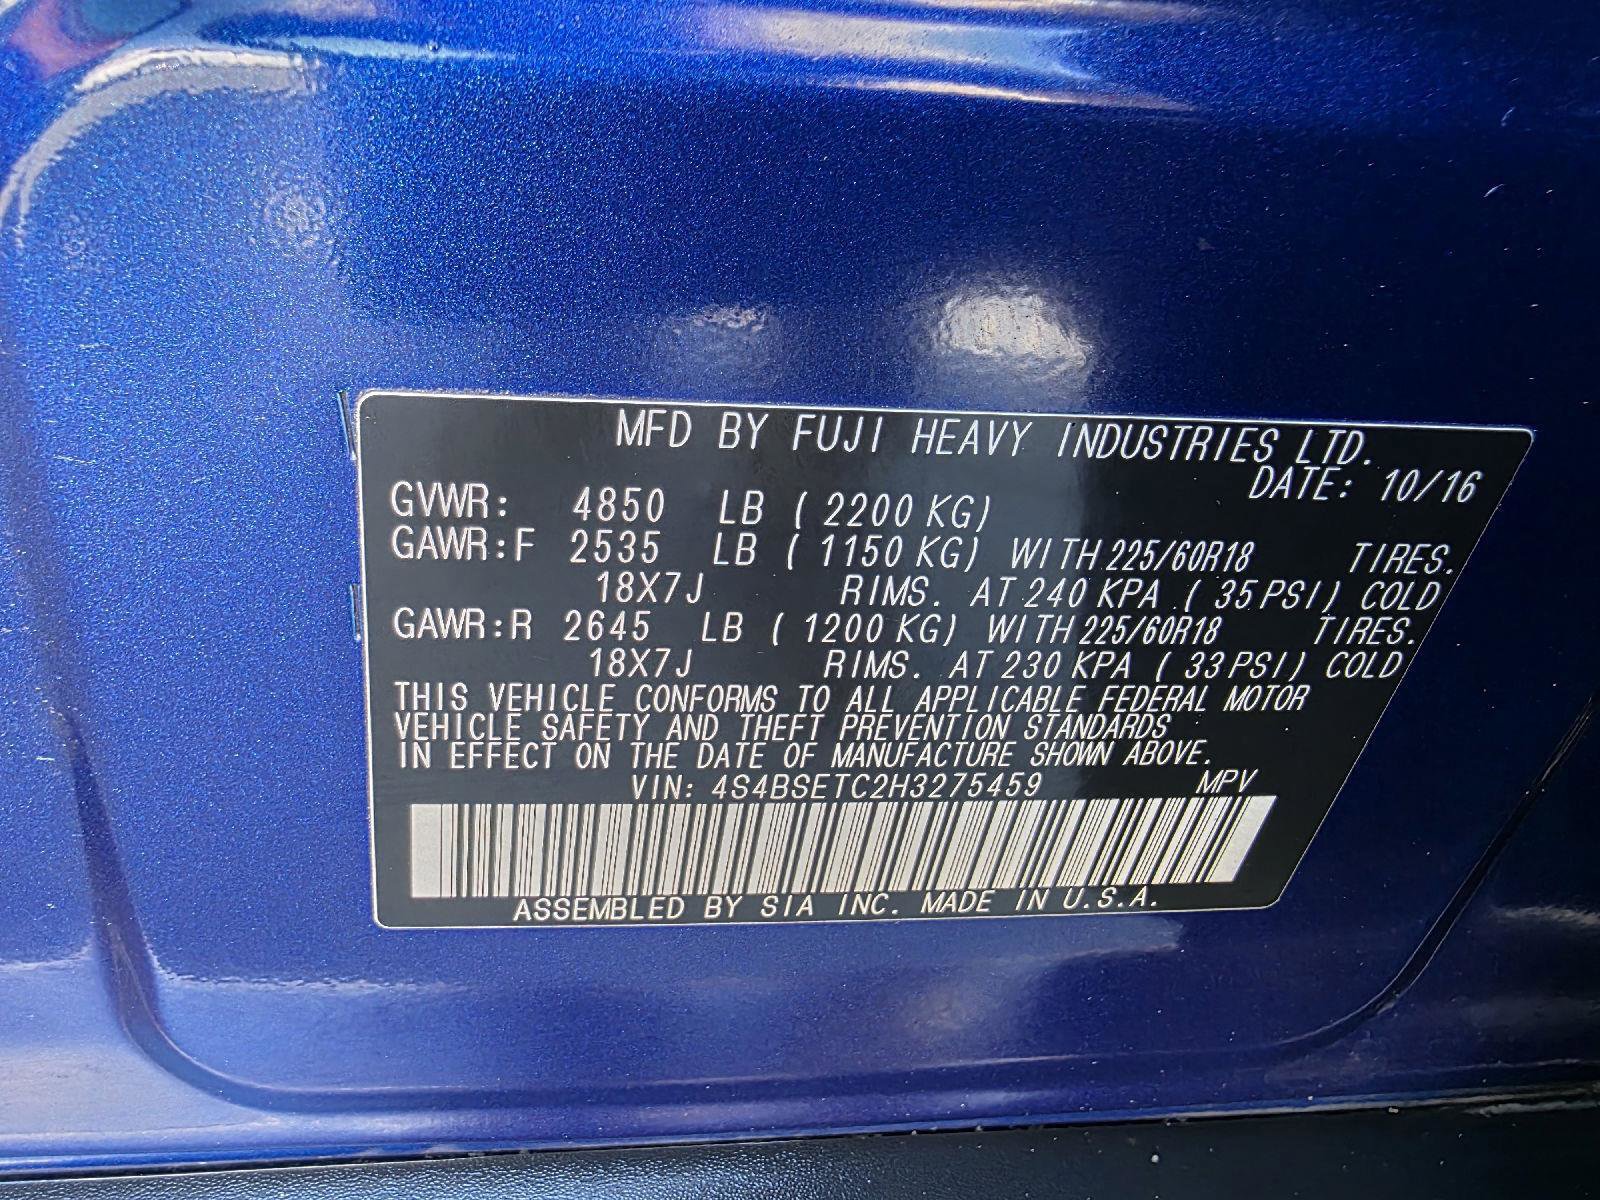 MFD BY FUJI HEAVY INDUSTRIES LTD.
DATE: 10/16
GVWR: 4850 LB ( 2200 KG)
GAWR:F 2535 LB ( 1150 KG) WITH 225/60R18 TIRES.
18X7J RIMS. AT 240 KPA ( 35 PSI) COLD
GAWR:R 2645 LB ( 1200 KG) WITH 225/60R18 TIRES.
18X7J RIMS. AT 230 KPA ( 33 PSI) COLD
THIS VEHICLE CONFORMS TO ALL APPLICABLE FEDERAL MOTOR
VEHICLE SAFETY AND THEFT PREVENTION STANDARDS
IN EFFECT ON THE DATE OF MANUFACTURE SHOWN ABOVE.
VIN: 4S4BSETC2H3275459 MPV
ASSEMBLED BY SIA INC. MADE IN U.S.A.